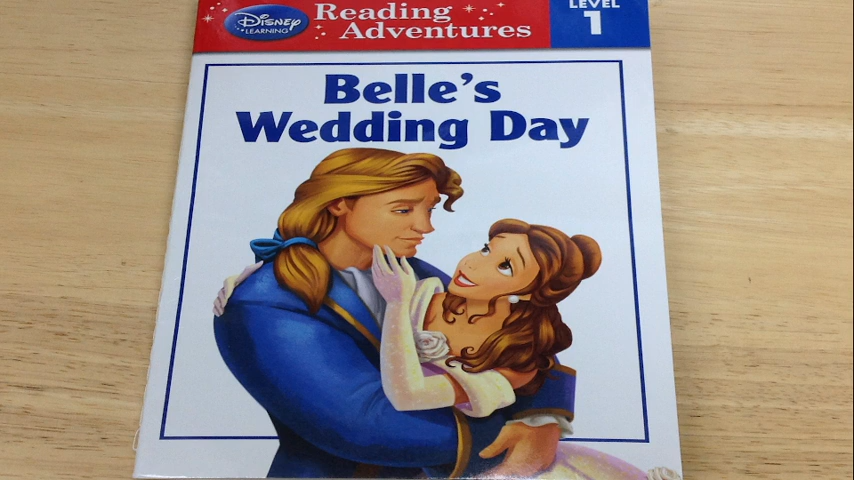 Disney
LEARNING
Reading
Adventures
LEVEL
1
Belle's
Wedding Day